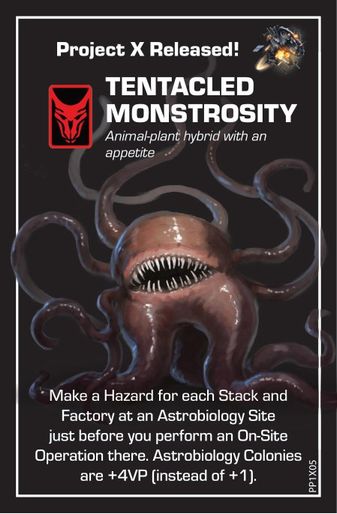 Project X Released!
TENTACLED
MONSTROSITY
Animal-plant hybrid with an
appetite
Make a Hazard for each Stack and
Factory at an Astrobiology Site
just before you perform an On-Site
Operation there. Astrobiology Colonies
are +4VP (instead of +1).
PP1X05